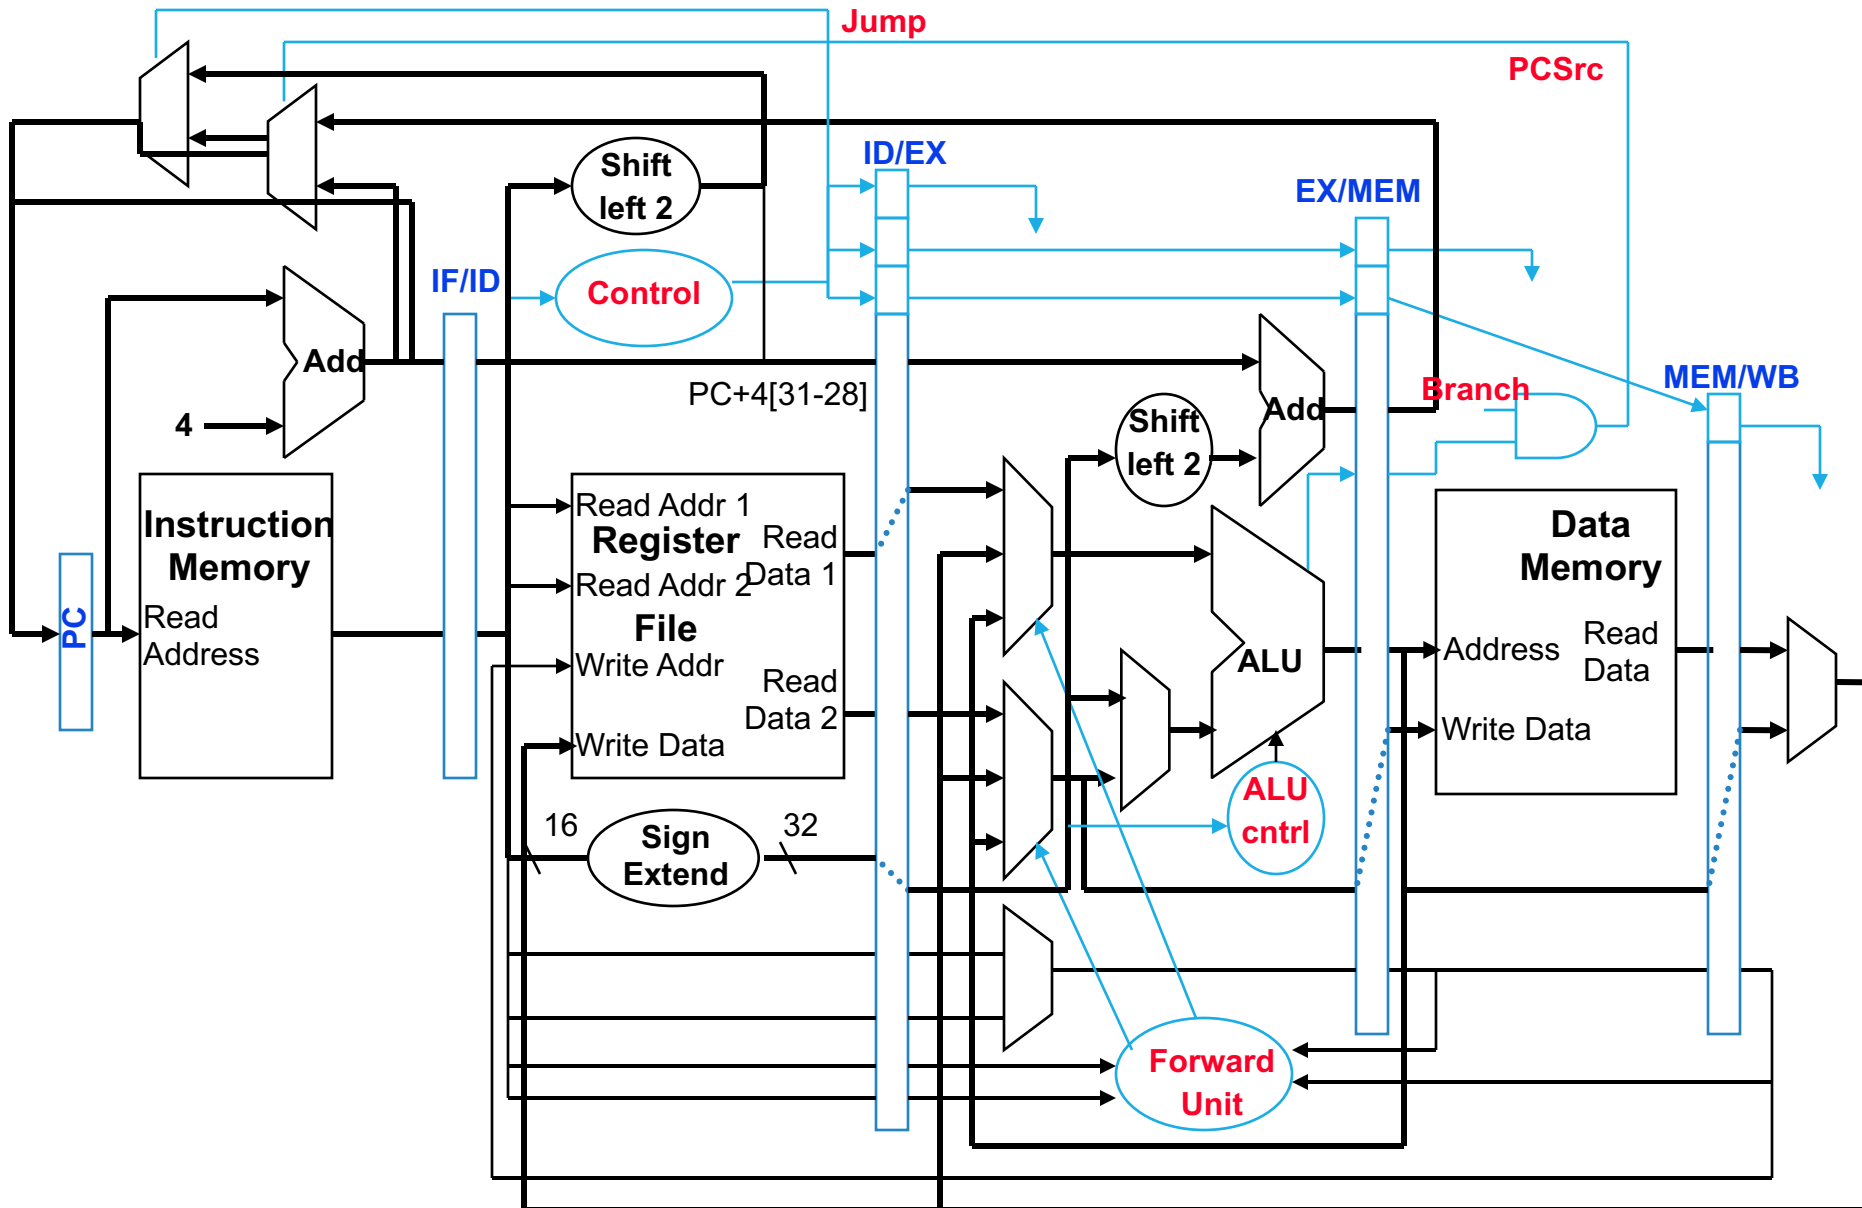 Jump
PCSrc
Shift
left 2
ID/EX
EX/MEM
IF/ID
Control
Add
PC+4[31-28]
MEM/WB
Branch
4
Shift
left 2
Add
Instruction
Memory
Read
Address
PC
Read Addr 1
Register
Read
Data 1
Read Addr 2
File
Write Addr
Read
Data 2
Write Data
ALU
Data
Memory
Address
Read
Data
Write Data
ALU
cntrl
16
Sign
Extend
32
Forward
Unit